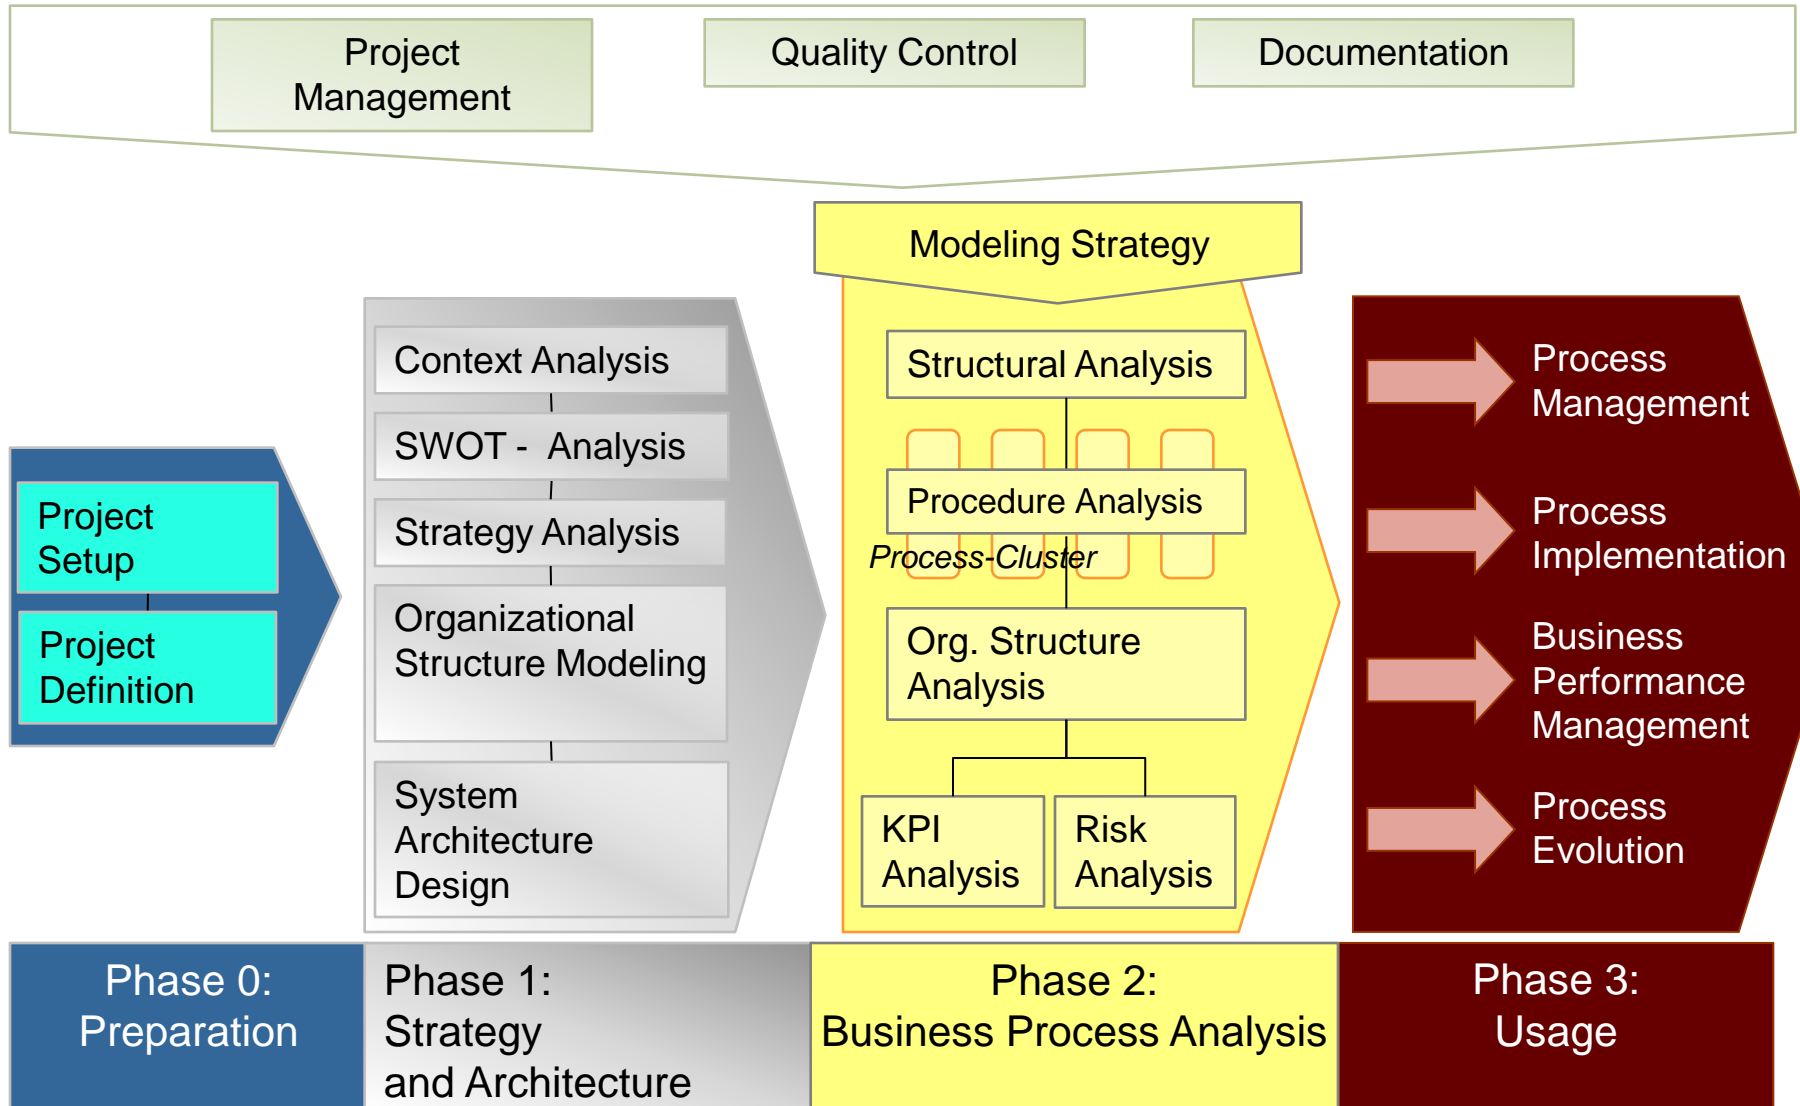 Project
Management
Quality Control
Documentation
Modeling Strategy
Project
Setup
Project
Definition
Context Analysis
SWOT - Analysis
Strategy Analysis
Organizational
Structure Modeling
System
Architecture
Design
Structural Analysis
Procedure Analysis
Process-Cluster
Org. Structure
Analysis
KPI
Analysis
Risk
Analysis
Process
Management
Process
Implementation
Business
Performance
Management
Process
Evolution
Phase 0:
Preparation
Phase 1:
Strategy
and Architecture
Phase 2:
Business Process Analysis
Phase 3:
Usage